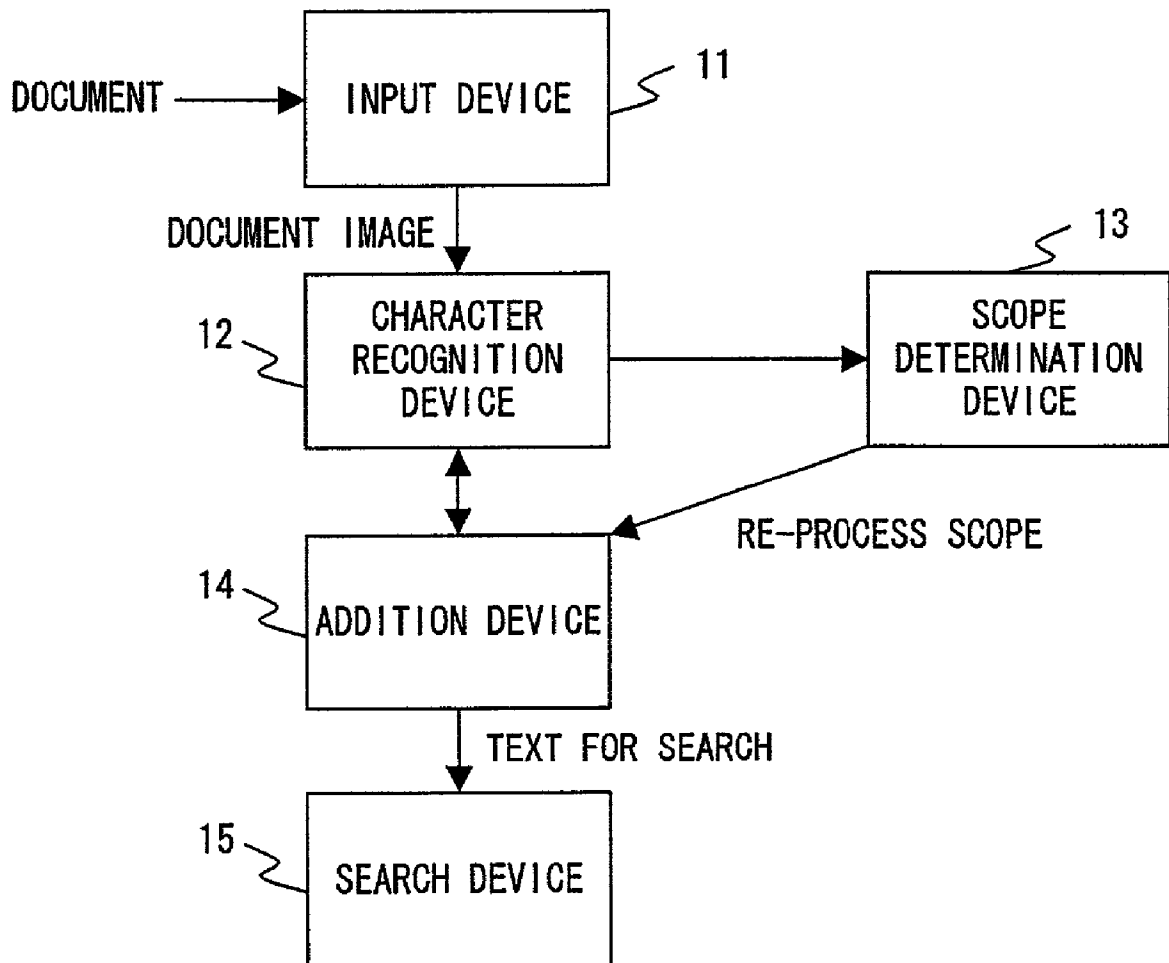 11
DOCUMENT
INPUT DEVICE
DOCUMENT IMAGE
13
12
CHARACTER
RECOGNITION
DEVICE
SCOPE
DETERMINATION
DEVICE
RE-PROCESS SCOPE
14
ADDITION DEVICE
TEXT FOR SEARCH
15
SEARCH DEVICE